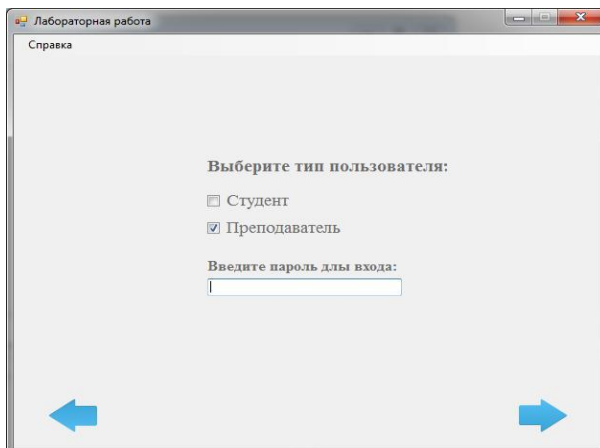 Лабораторная работа
Справка
Выберите тип пользователя:
Студент
Преподаватель
Введите пароль длы входа: